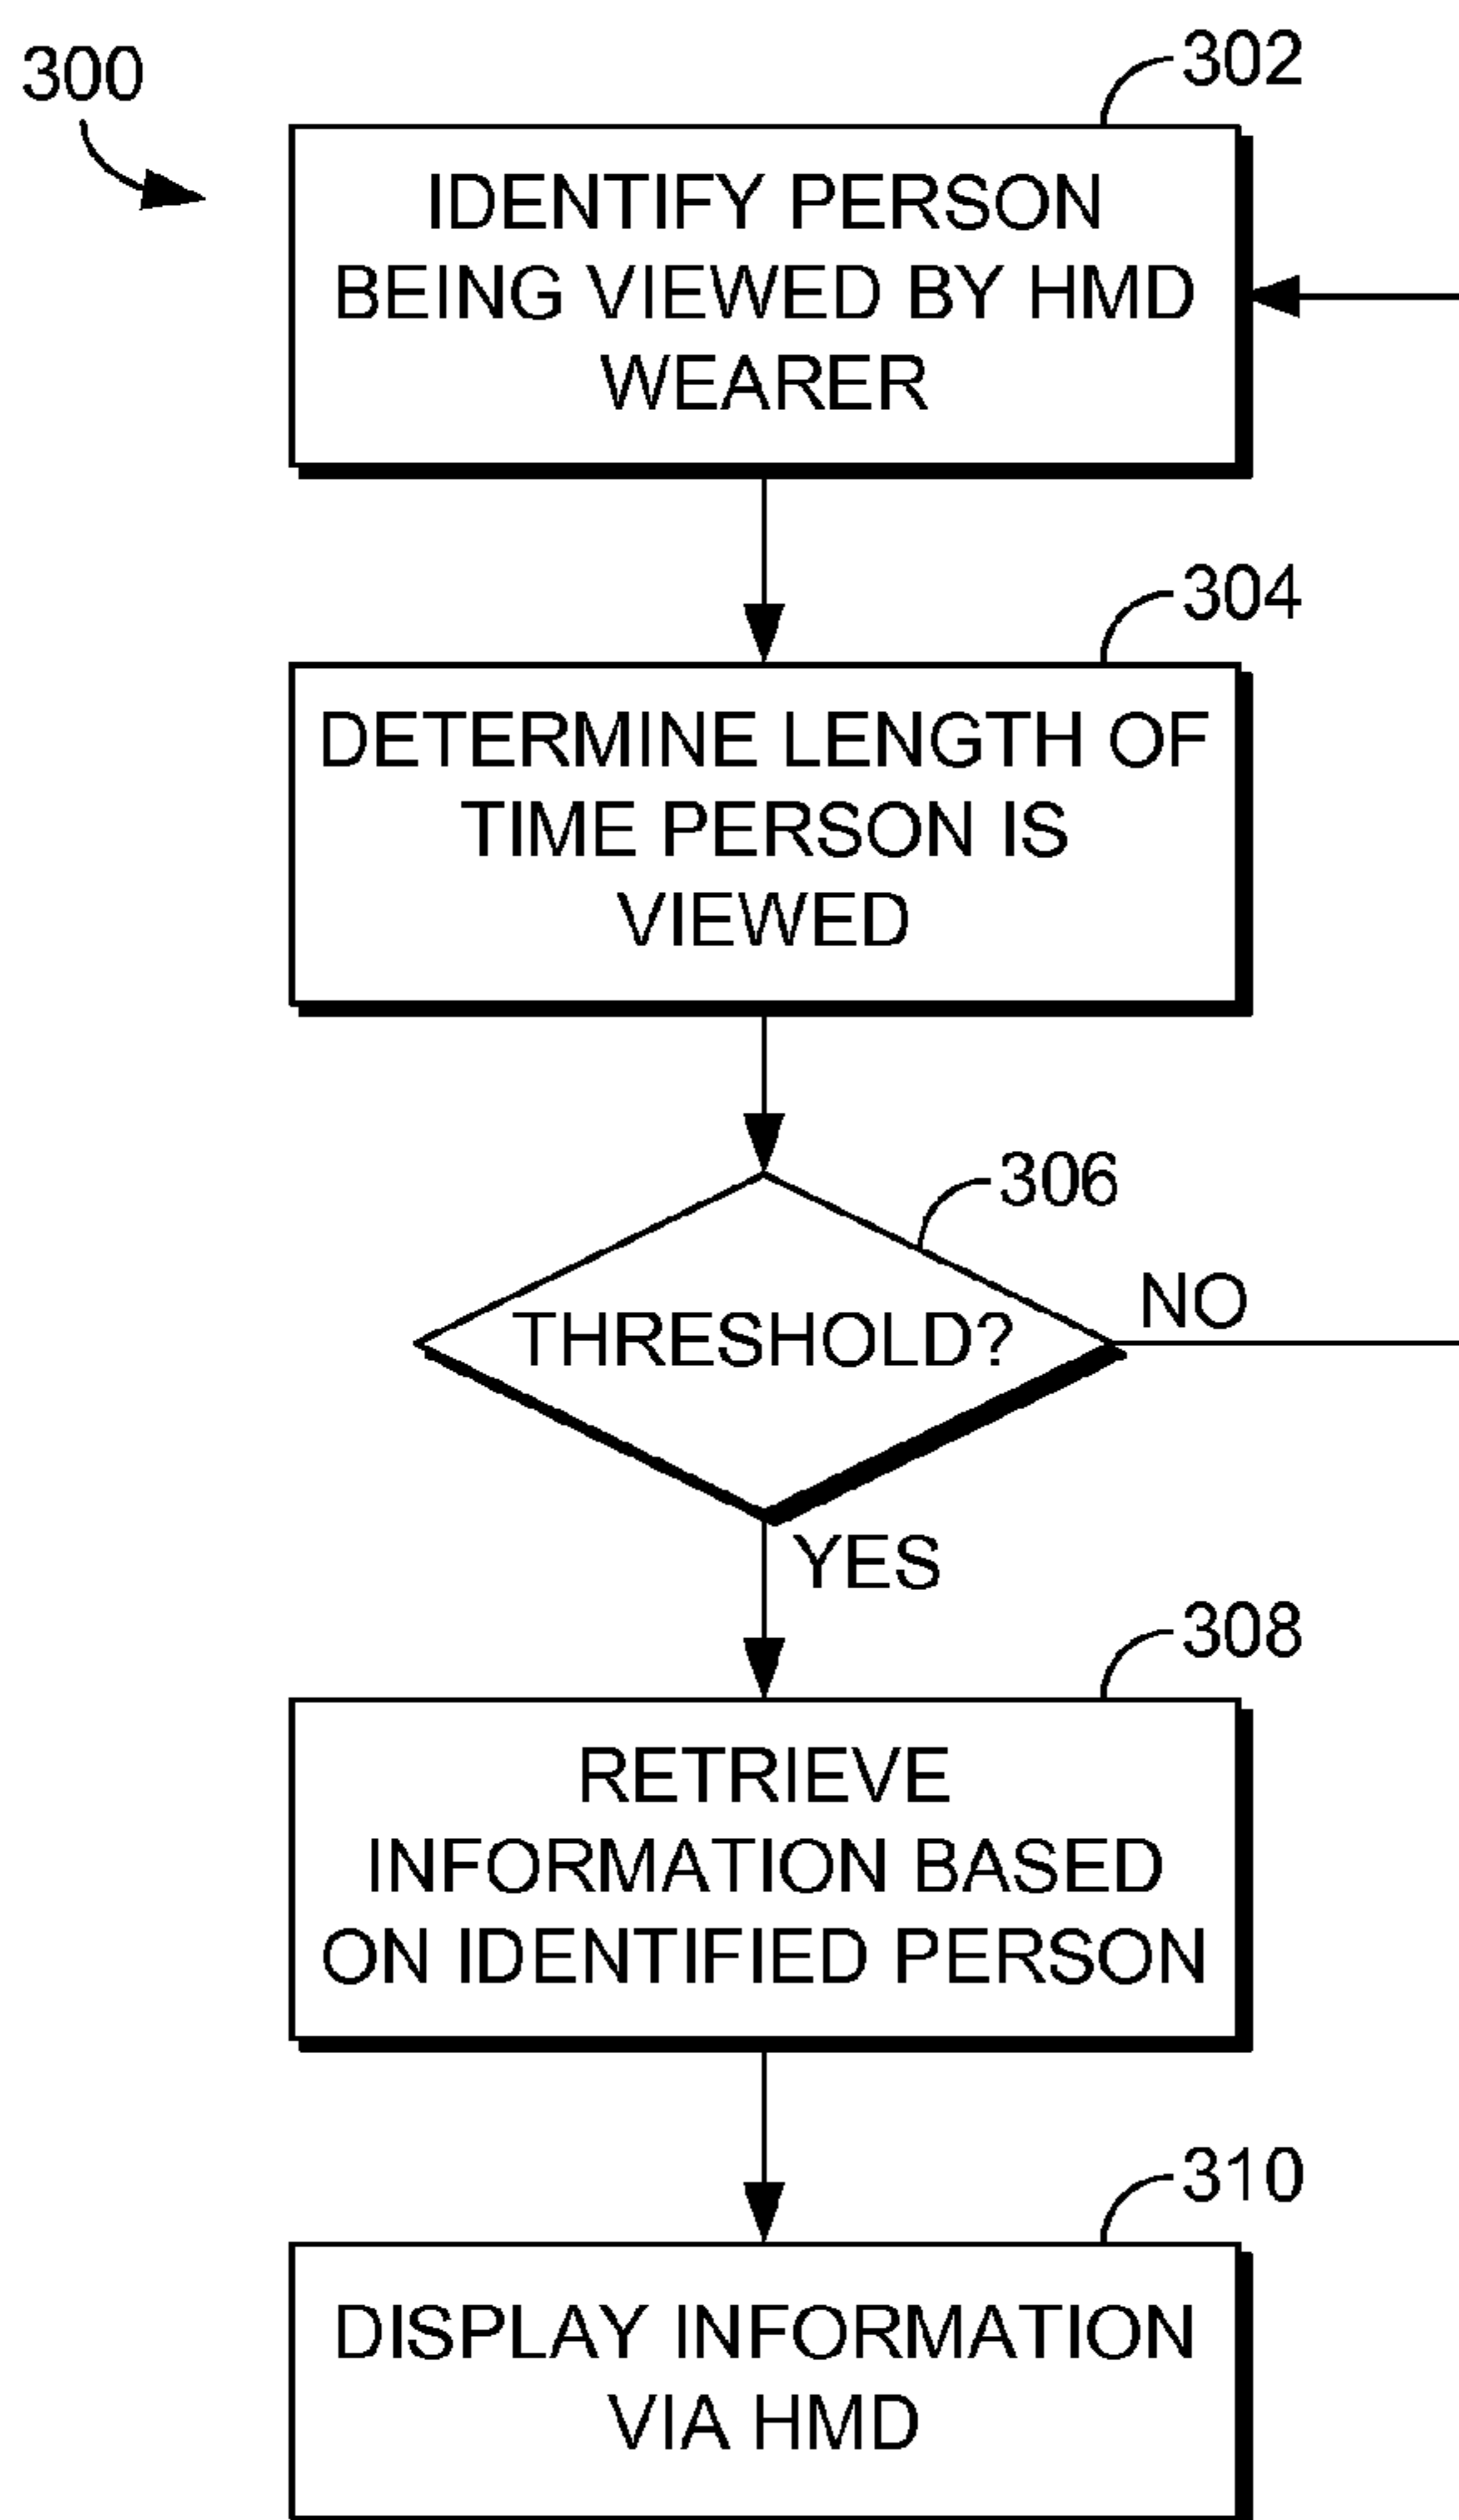 300
302
IDENTIFY PERSON
BEING VIEWED BY HMD
WEARER
304
DETERMINE LENGTH OF
TIME PERSON IS
VIEWED
306
THRESHOLD?
NO
YES
308
RETRIEVE
INFORMATION BASED
ON IDENTIFIED PERSON
310
DISPLAY INFORMATION
VIA HMD